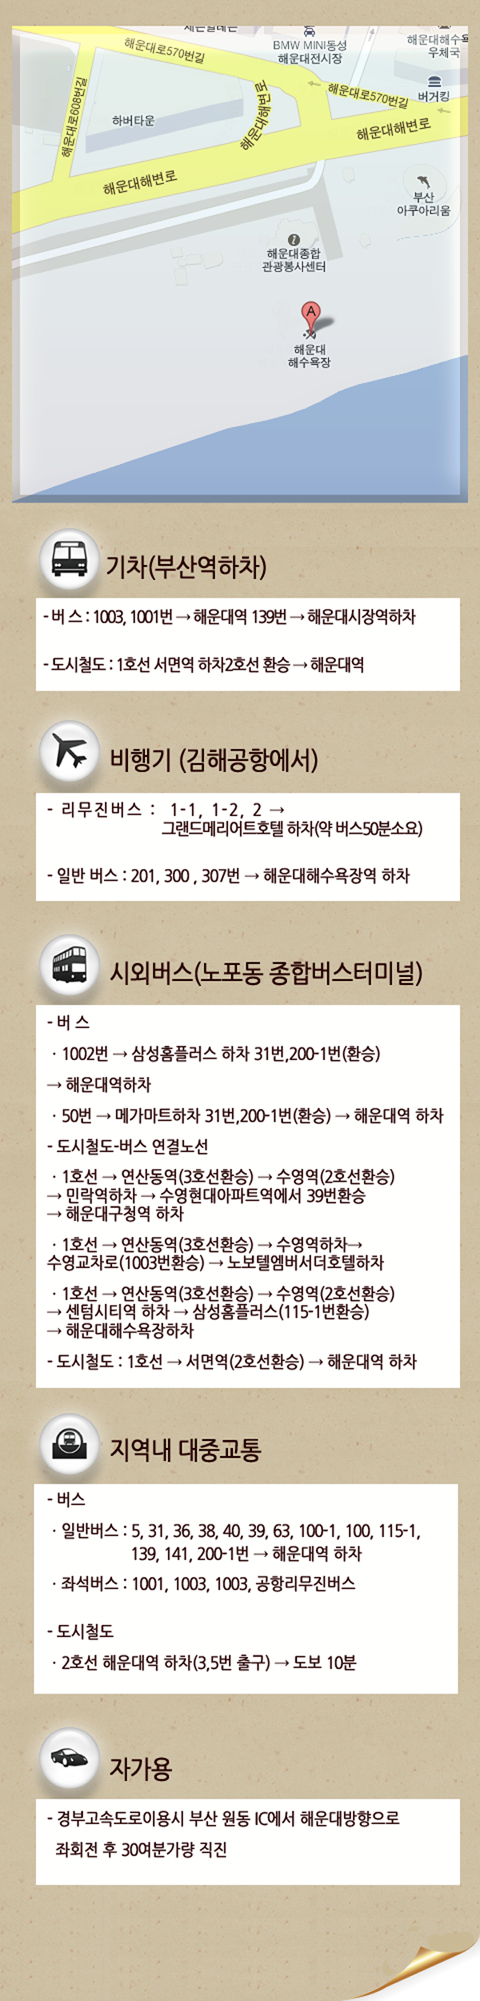 BMW MINI동성
해운대전시장
해운대해수욕
우체국
해운대로570번길
해운대로608번길
하버타운
해운대해변로
해운대로570번길
버거킹
해운대해변로
해운대해변로
부산
아쿠아리움
해운대종합
관광봉사센터
A
해운대
해수욕장
기차(부산역하차)
- 버 스 : 1003, 1001번 → 해운대역 139번 → 해운대시장역하차
- 도시철도 : 1호선 서면역 하차2호선 환승 → 해운대역
비행기 (김해공항에서)
- 리무진버스 : 1-1, 1-2, 2 →
그랜드메리어트호텔 하차(약 버스50분소요)
- 일반 버스 : 201, 300 , 307번 → 해운대해수욕장역 하차
시외버스(노포동 종합버스터미널)
- 버 스
· 1002번 → 삼성홈플러스 하차 31번,200-1번(환승)
→ 해운대역하차
· 50번 → 메가마트하차 31번,200-1번(환승) → 해운대역 하차
- 도시철도-버스 연결노선
· 1호선 → 연산동역(3호선환승) → 수영역(2호선환승)
→ 민락역하차 → 수영현대아파트역에서 39번환승
→ 해운대구청역 하차
· 1호선 → 연산동역(3호선환승) → 수영역하차→
수영교차로(1003번환승) → 노보텔엠버서더호텔하차
· 1호선 → 연산동역(3호선환승) → 수영역(2호선환승)
→ 센텀시티역 하차 → 삼성홈플러스(115-1번환승)
→ 해운대해수욕장하차
- 도시철도 : 1호선 → 서면역(2호선환승) → 해운대역 하차
지역내 대중교통
- 버스
· 일반버스 : 5, 31, 36, 38, 40, 39, 63, 100-1, 100, 115-1,
139, 141, 200-1번 → 해운대역 하차
· 좌석버스 : 1001, 1003, 1003, 공항리무진버스
- 도시철도
· 2호선 해운대역 하차(3,5번 출구) → 도보 10분
자가용
- 경부고속도로이용시 부산 원동 IC에서 해운대방향으로
좌회전 후 30여분가량 직진